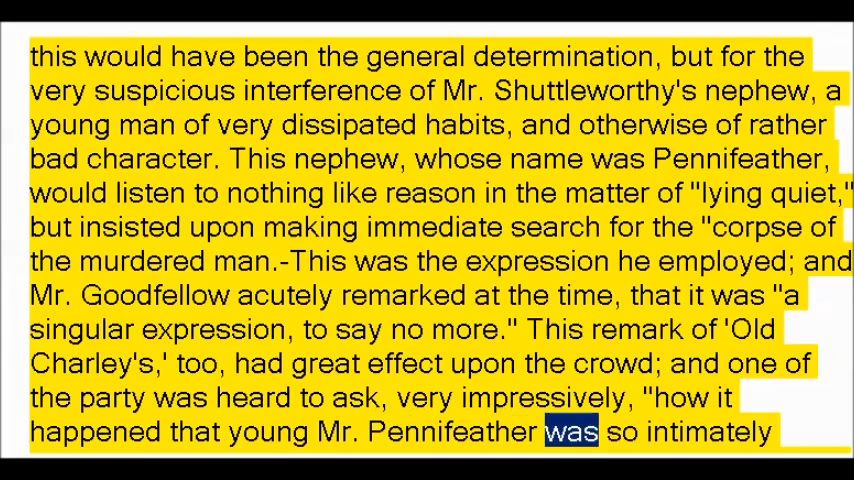 this would have been the general determination, but for the
very suspicious interference of Mr. Shuttleworthy's nephew, a
young man of very dissipated habits, and otherwise of rather
bad character. This nephew, whose name was Pennifeather,
would listen to nothing like reason in the matter of "lying quiet,"
but insisted upon making immediate search for the "corpse of
the murdered man.-This was the expression he employed; and
Mr. Goodfellow acutely remarked at the time, that it was "a
singular expression, to say no more." This remark of 'Old
Charley's,' too, had great effect upon the crowd; and one of
the party was heard to ask, very impressively, "how it
happened that young Mr. Pennifeather was so intimately